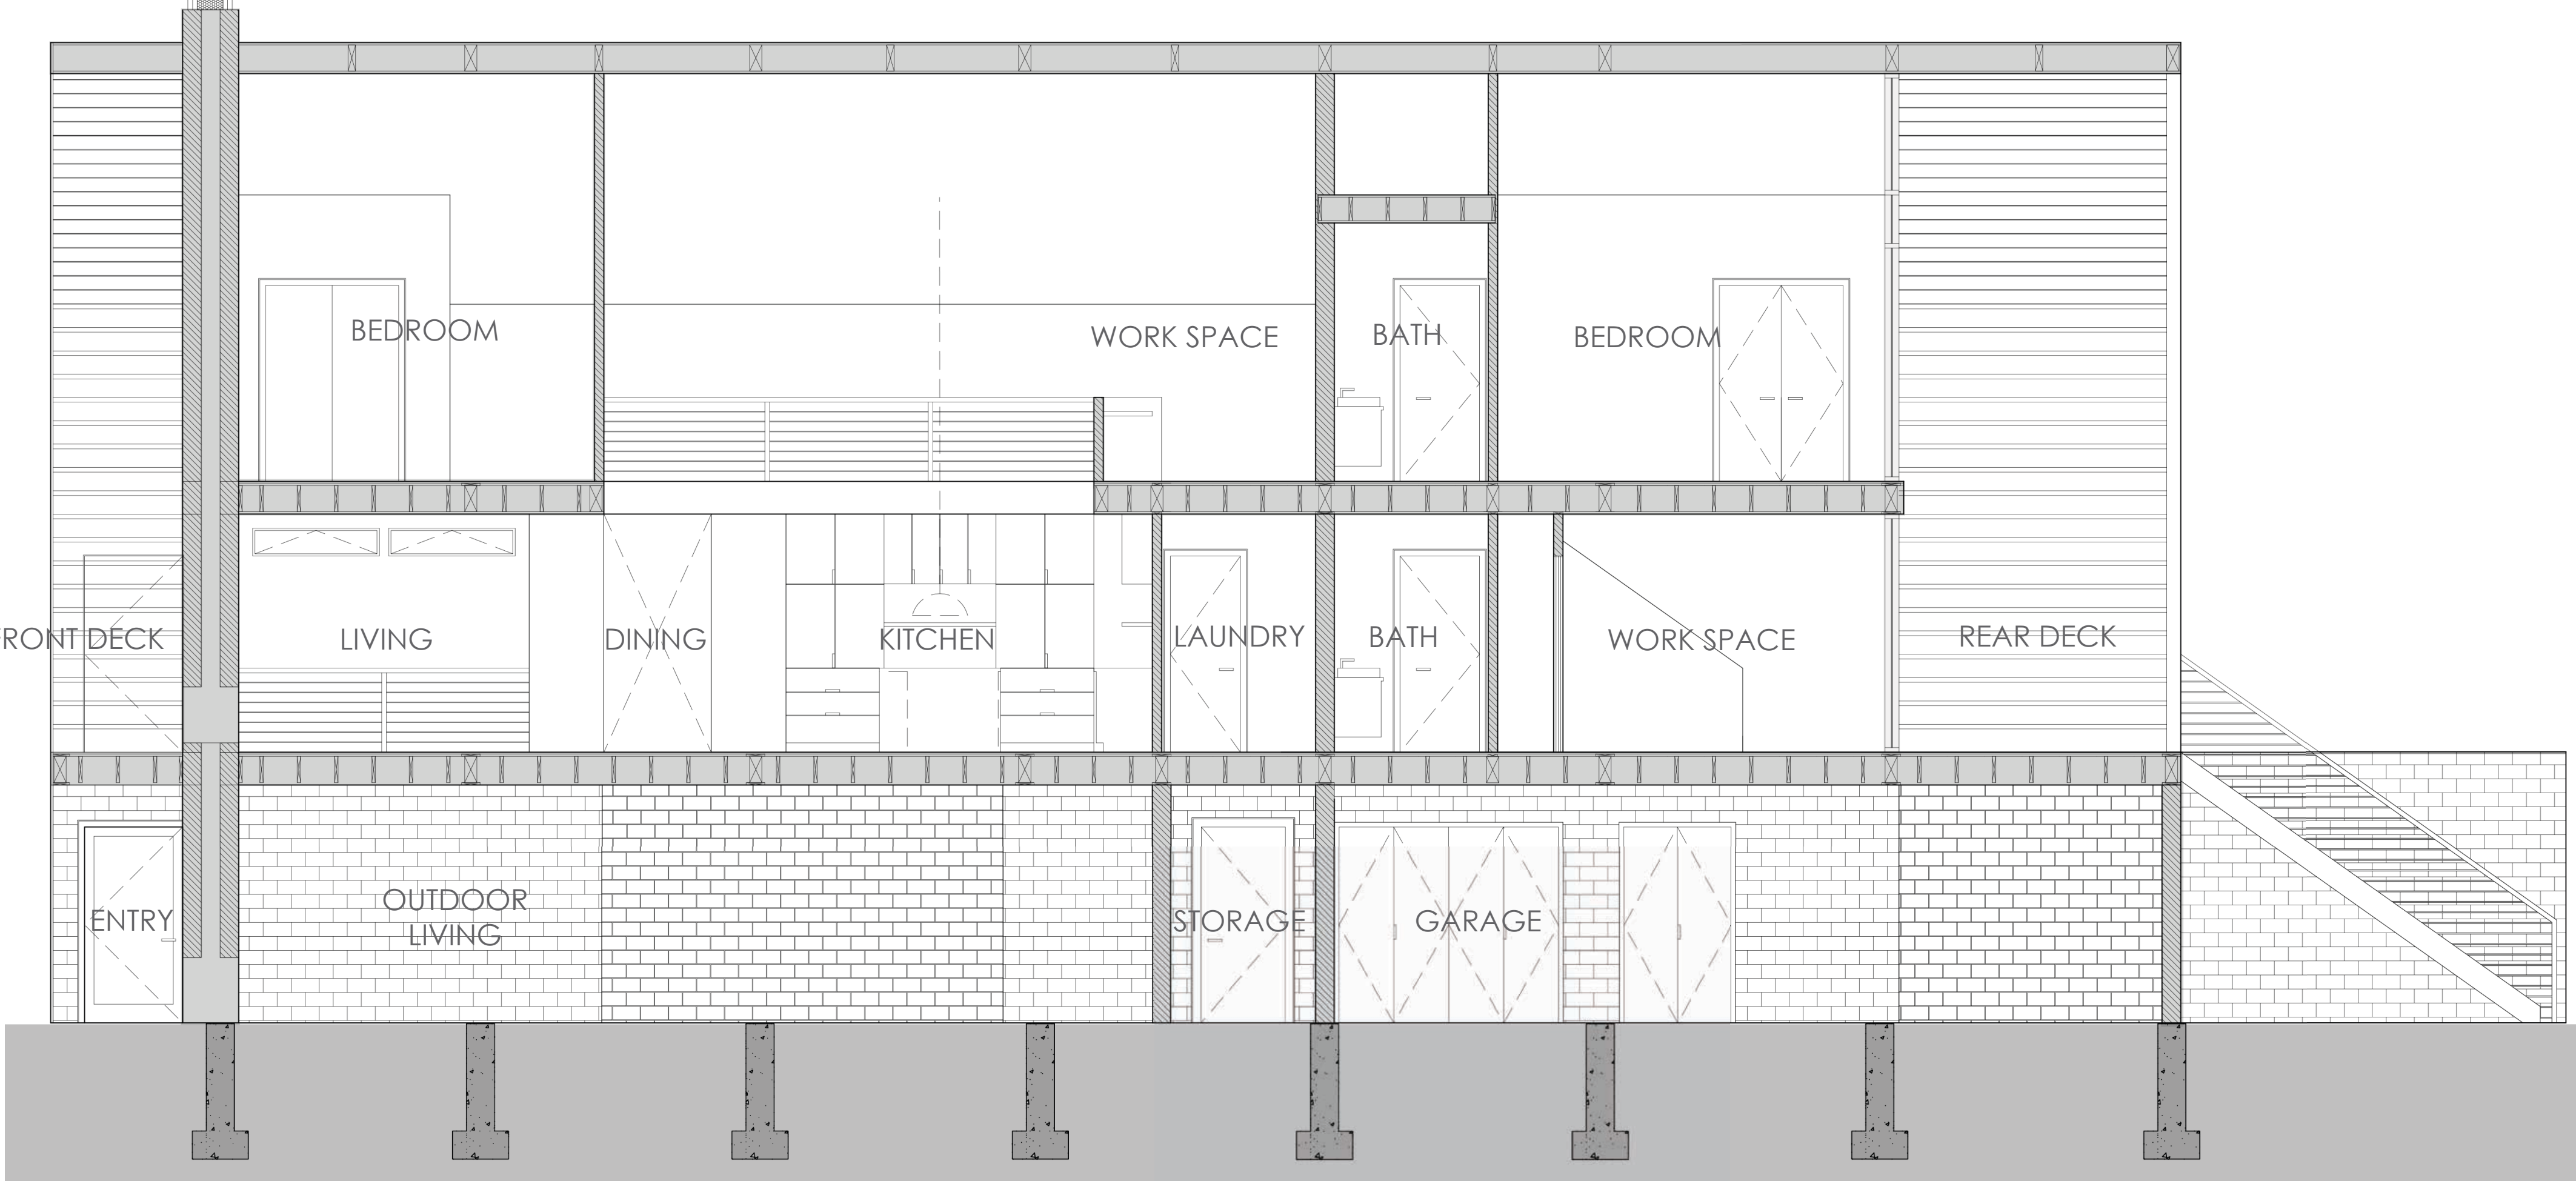 BEDROOM
WORK SPACE
BATH
BEDROOM
FRONT DECK
LIVING
DINING
KITCHEN
LAUNDRY
BATH
WORK SPACE
REAR DECK
ENTRY
OUTDOOR
LIVING
STORAGE
GARAGE